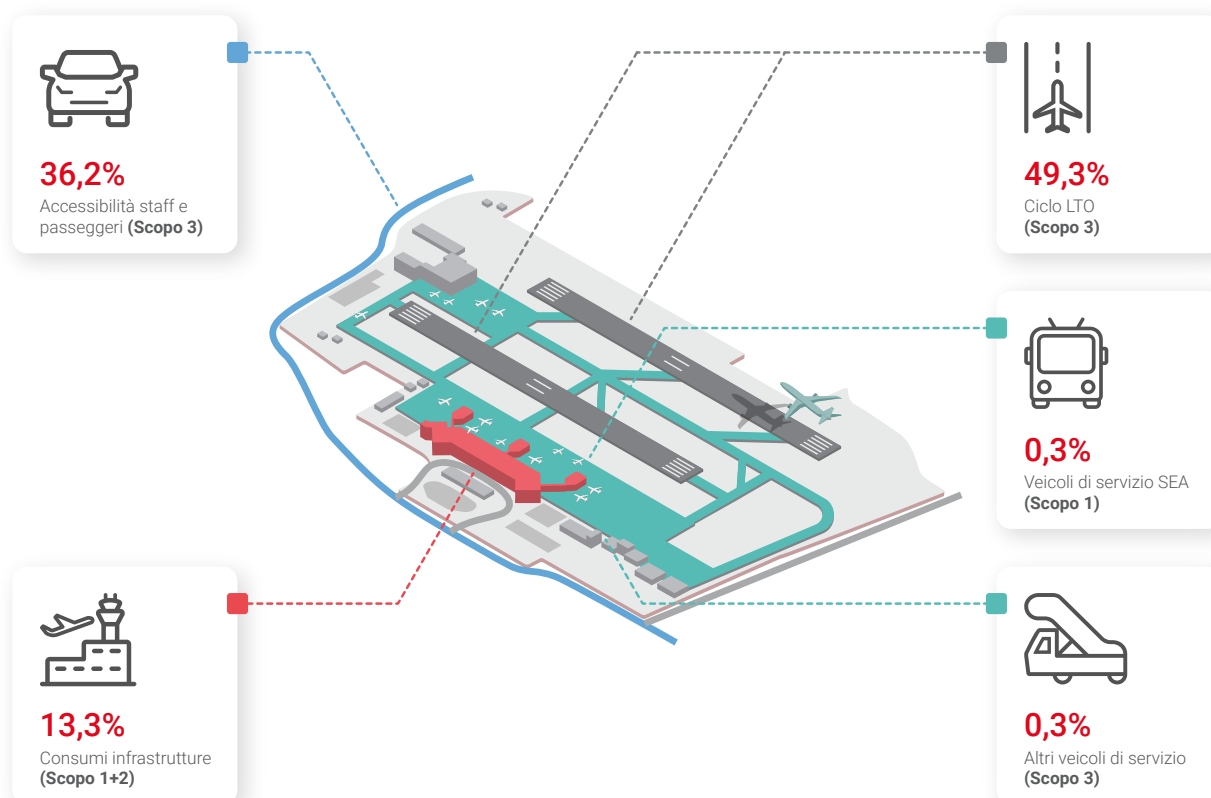 36,2%
Accessibilità staff e
passeggeri (Scopo 3)
49,3%
Ciclo LTO
(Scopo 3)
0,3%
Veicoli di servizio SEA
(Scopo 1)
13,3%
Consumi infrastrutture
(Scopo 1+2)
0,3%
Altri veicoli di servizio
(Scopo 3)